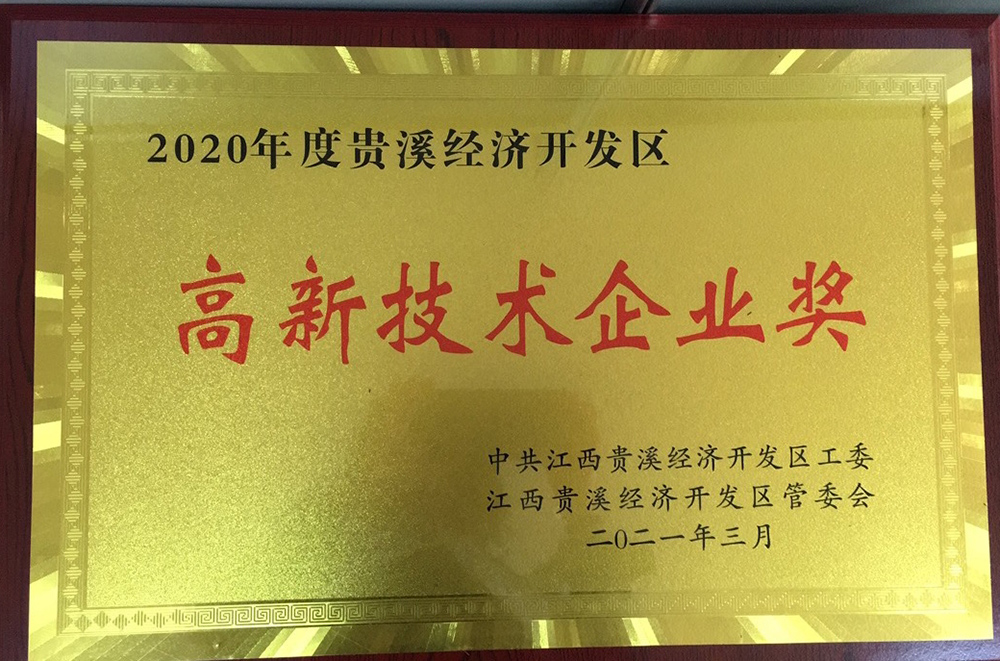 2020年度贵溪经济开发区
高新技术企业奖
中共江西贵溪经济开发区工委
江西贵溪经济开发区管委会
二0二一年三月